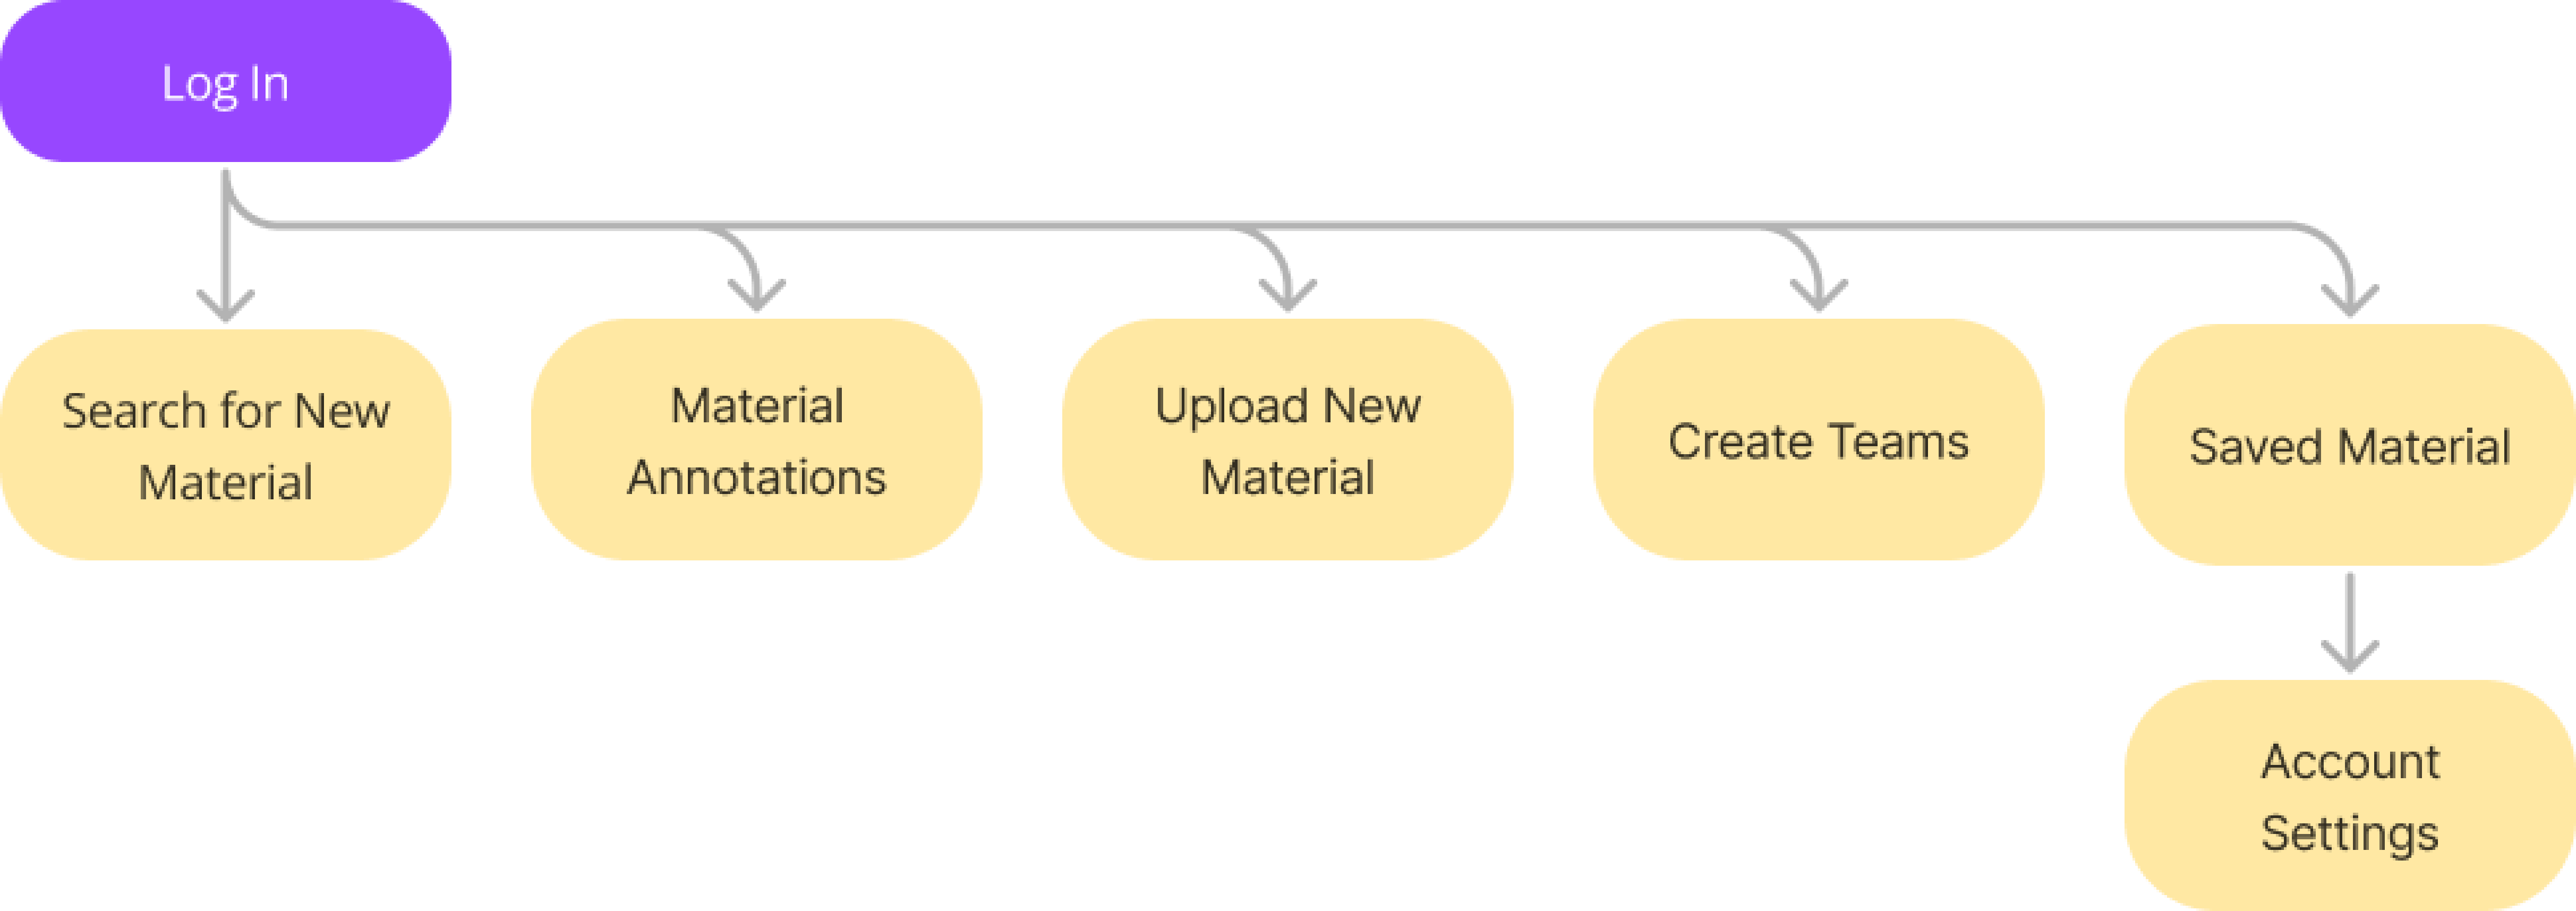 Log In
Search for New
Material
Material
Annotations
Upload New
Material
Create Teams
Saved Material
Account
Settings